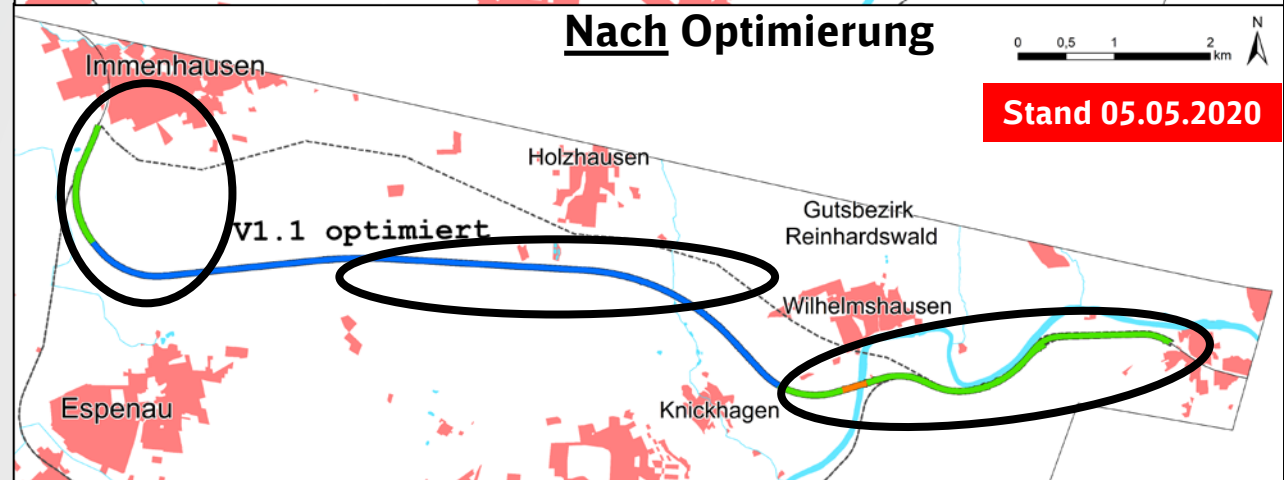 Nach Optimierung
N
0 0,5 1 2
km
Immenhausen
Stand 05.05.2020
Holzhausen
Gutsbezirk
Reinhardswald
V1.1 optimiert
Wilhelmshausen
Espenau
Knickhagen